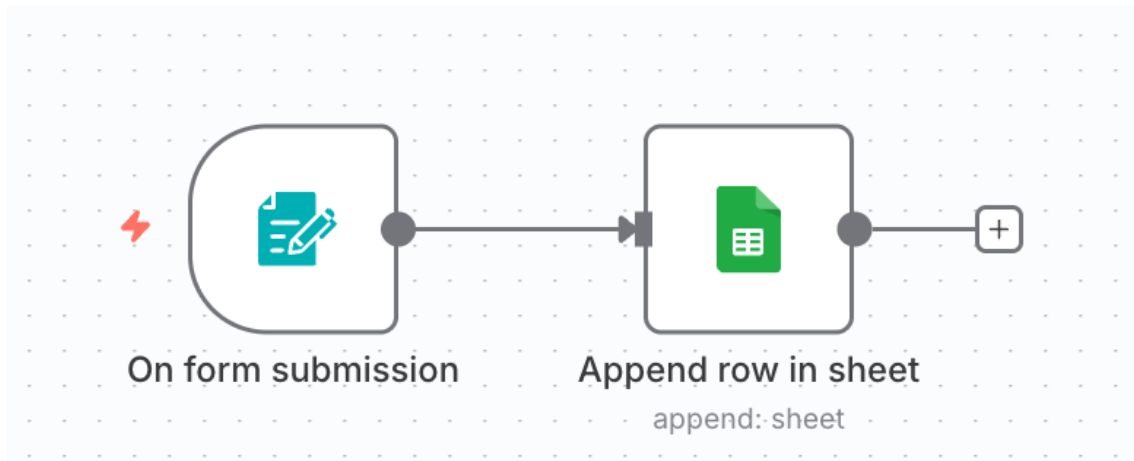 On form submission
Append row in sheet
append: sheet